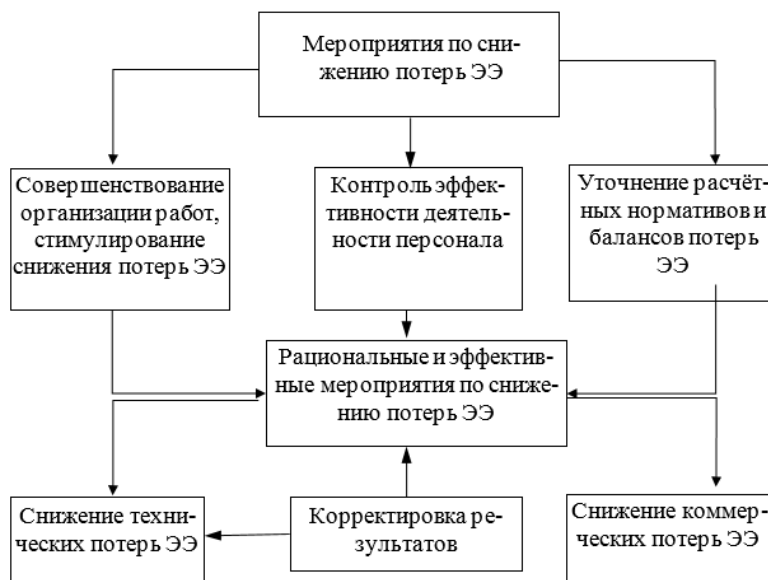 Мероприятия по сни-
жению потерь ЭЭ
Совершенствование
организации работ,
стимулирование
снижения потерь ЭЭ
Контроль эффек-
тивности деятель-
ности персонала
Уточнение расчёт-
ных нормативов и
балансов потерь
ЭЭ
Рациональные и эффектив-
ные мероприятия по сниже-
нию потерь ЭЭ
Снижение техни-
ческих потерь ЭЭ
Корректировка ре-
зультатов
Снижение коммер-
ческих потерь ЭЭ